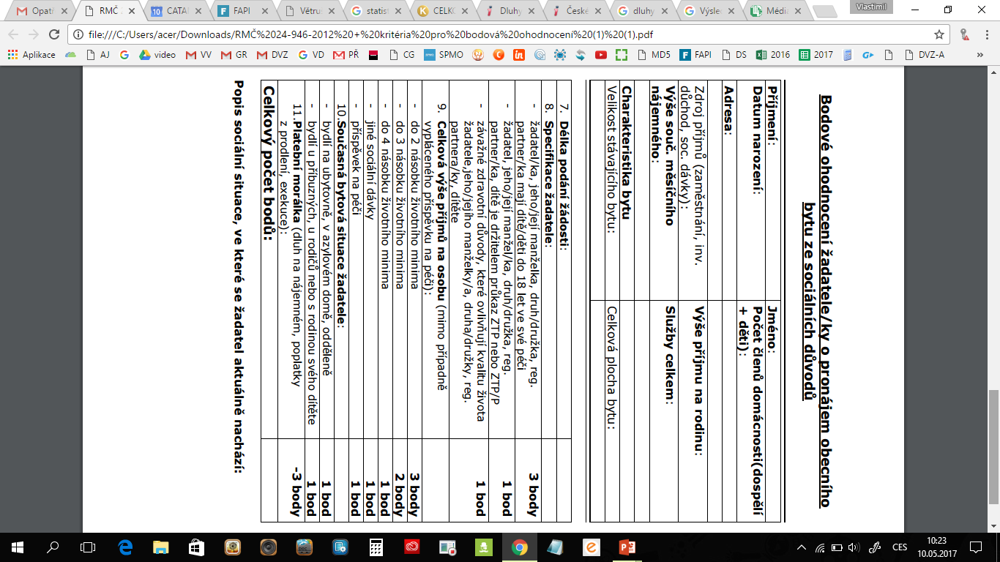 Opatř
RMČ 2
CATAL
FAPI
Větrus
statist
CELKO
Dluhy
České
dluhy
Výsle
Média
Vlastimil
file:///C:/Users/acer/Downloads/RMČ%2024-946-2012%20+%20kritéria%20pro%20bodová%20ohodnocení%20(1)%20(1).pdf
Aplikace AJ video VV GR DVZ VD PŘ CG SPMO MD5 FAPI DS 2016 2017 DVZ-A »
Bodové ohodnocení žadatele/ky o pronájem obecního
bytu ze sociálních důvodů
Příjmení: Jméno:
Datum narození: Počet členů domácnosti(dospělí
+ děti):
Adresa:
Zdroj příjmů (zaměstnání, inv. Výše příjmu na rodinu:
důchod, soc. dávky):
Výše souč. měsíčního Služby celkem:
nájemného:
Charakteristika bytu
Velikost stávajícího bytu: Celková plocha bytu:
7. Délka podání žádosti:
8. Specifikace žadatele:
- žadatel/ka, jeho/její manželka, druh/družka, reg.
partner/ka mají dítě/děti do 18 let ve své péči 3 body
- žadatel, jeho/její manžel/ka, druh/družka, reg.
partner/ka, dítě je držitelem průkaz ZTP nebo ZTP/P 1 bod
- závažné zdravotní důvody, které ovlivňují kvalitu života 1 bod
žadatele,jeho/jejího manželky/a, druha/družky, reg.
partnera/ky, dítěte
9. Celková výše příjmů na osobu (mimo případně
vypláceného příspěvku na péči):
- do 2 násobku životního minima 3 body
- do 3 násobku životního minima 2 body
- do 4 násobku životního minima 1 bod
- jiné sociální dávky 1 bod
- příspěvek na péči 1 bod
10.Současná bytová situace žadatele:
- bydlí na ubytovně, v azylovém domě, odděleně 1 bod
- bydlí u příbuzných, u rodičů nebo s rodinou svého dítěte 1 bod
11.Platební morálka (dluh na nájemném, poplatky -3 body
z prodlení, exekuce):
Celkový počet bodů:
Popis sociální situace, ve které se žadatel aktuálně nachází:
CES
10:23
10.05.2017